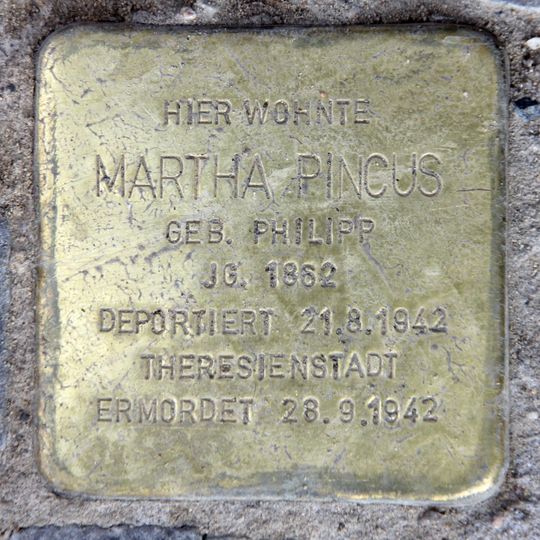 HIER WOHNTE
MARTHA PINCUS
GEB. PHILIPP
JG. 1862
DEPORTIERT 21.8.1942
THERESIENSTADT
ERMORDET 28.9.1942